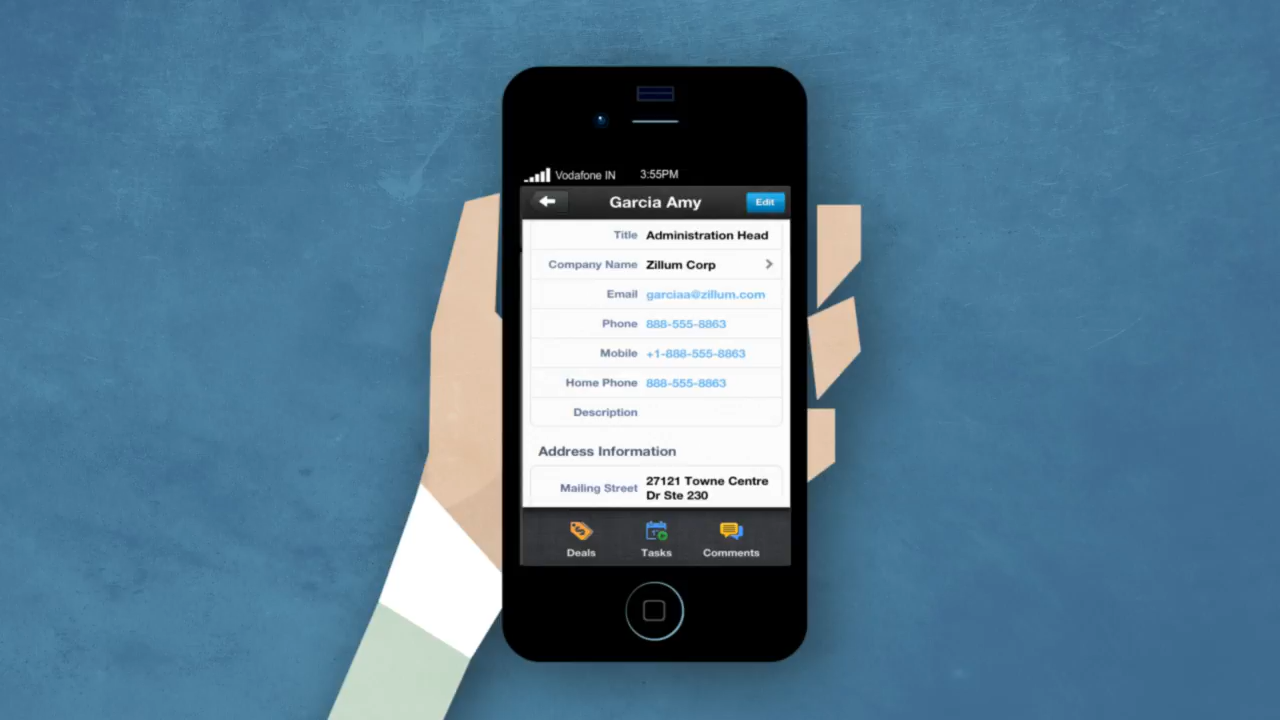 Vodafone IN 3:55PM
Garcia Amy Edit
Title Administration Head
Company Name Zillum Corp
Email garciaa@zillum.com
Phone 888-555-8863
Mobile +1-888-555-8863
Home Phone 888-555-8863
Description
Address Information
Mailing Street 27121 Towne Centre
Dr Ste 230
Deals Tasks Comments